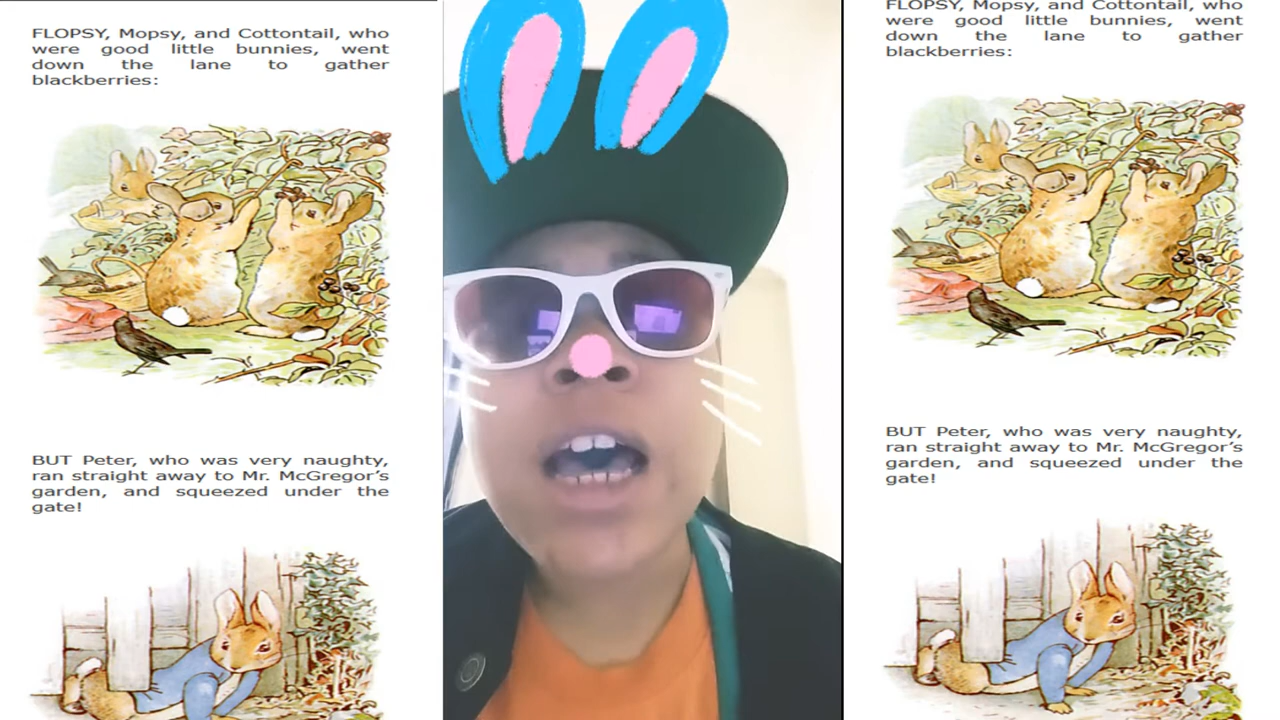 FLOPSY, Mopsy, and Cottontail, who
were good little bunnies, went
down the lane to gather
blackberries:
BUT Peter, who was very naughty,
ran straight away to Mr. McGregor’s
garden, and squeezed under the
gate!
FLOPSY, Mopsy, and Cottontail, who
were good little bunnies, went
down the lane to gather
blackberries:
BUT Peter, who was very naughty,
ran straight away to Mr. McGregor’s
garden, and squeezed under the
gate!